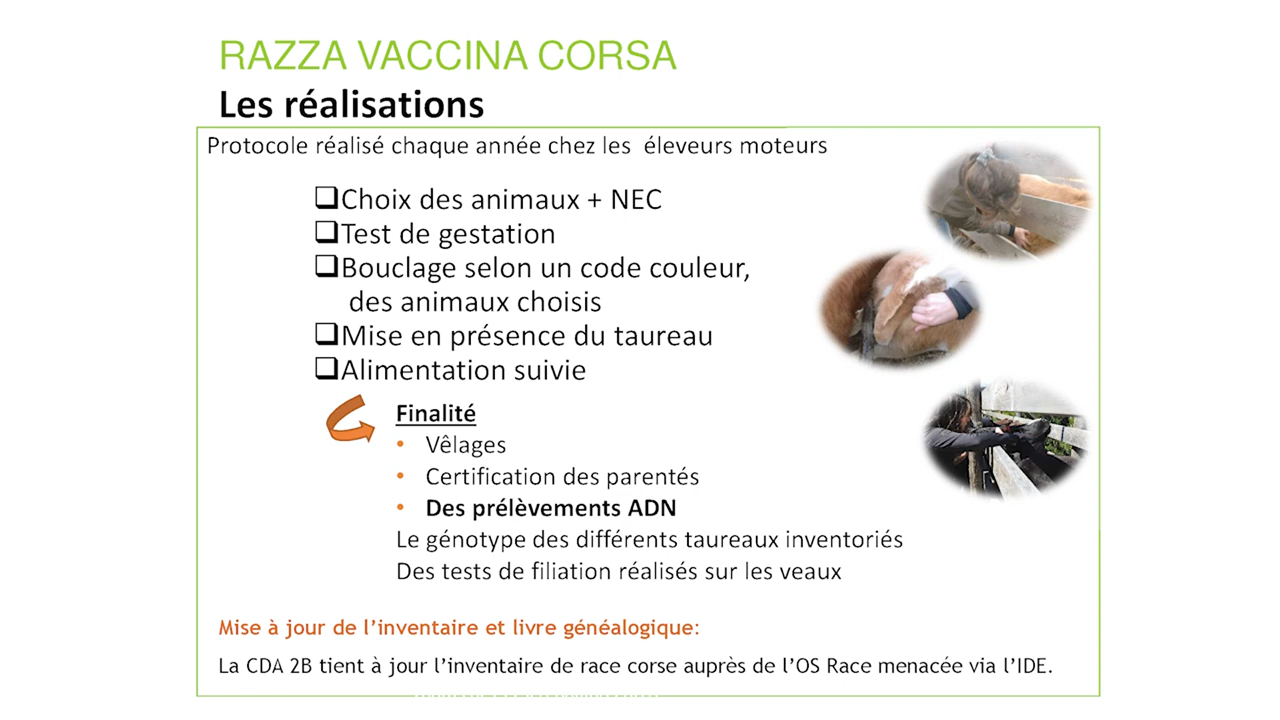 RAZZA VACCINA CORSA
Les réalisations
Protocole réalisé chaque année chez les éleveurs moteurs
❑Choix des animaux + NEC
❑Test de gestation
❑Bouclage selon un code couleur,
des animaux choisis
❑Mise en présence du taureau
❑Alimentation suivie
Finalité
• Vêlages
• Certification des parentés
• Des prélèvements ADN
Le génotype des différents taureaux inventoriés
Des tests de filiation réalisés sur les veaux
Mise à jour de l’inventaire et livre généalogique:
La CDA 2B tient à jour l’inventaire de race corse auprès de l’OS Race menacée via l’IDE.